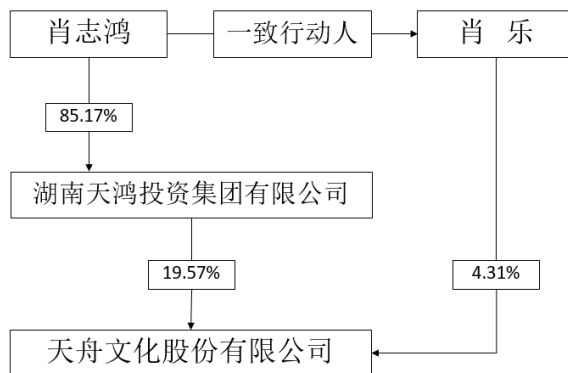 肖志鸿
一致行动人
肖 乐
85.17%
湖南天鸿投资集团有限公司
19.57%
4.31%
天舟文化股份有限公司